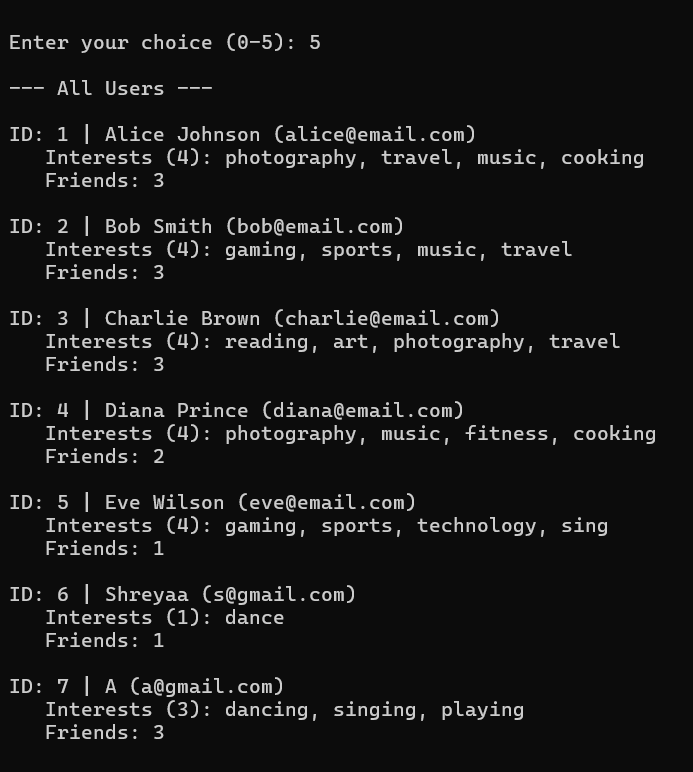 Enter your choice (0-5): 5
--- All Users ---
ID: 1 | Alice Johnson (alice@email.com)
Interests (4): photography, travel, music, cooking
Friends: 3
ID: 2 | Bob Smith (bob@email.com)
Interests (4): gaming, sports, music, travel
Friends: 3
ID: 3 | Charlie Brown (charlie@email.com)
Interests (4): reading, art, photography, travel
Friends: 3
ID: 4 | Diana Prince (diana@email.com)
Interests (4): photography, music, fitness, cooking
Friends: 2
ID: 5 | Eve Wilson (eve@email.com)
Interests (4): gaming, sports, technology, sing
Friends: 1
ID: 6 | Shreyaa (s@gmail.com)
Interests (1): dance
Friends: 1
ID: 7 | A (a@gmail.com)
Interests (3): dancing, singing, playing
Friends: 3